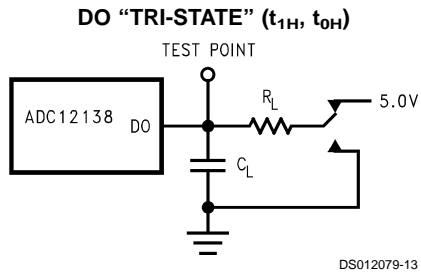 DO “TRI-STATE” (t1H, t0H)
TEST POINT
ADC12138 DO
RL
5.0V
CL
DS012079-13